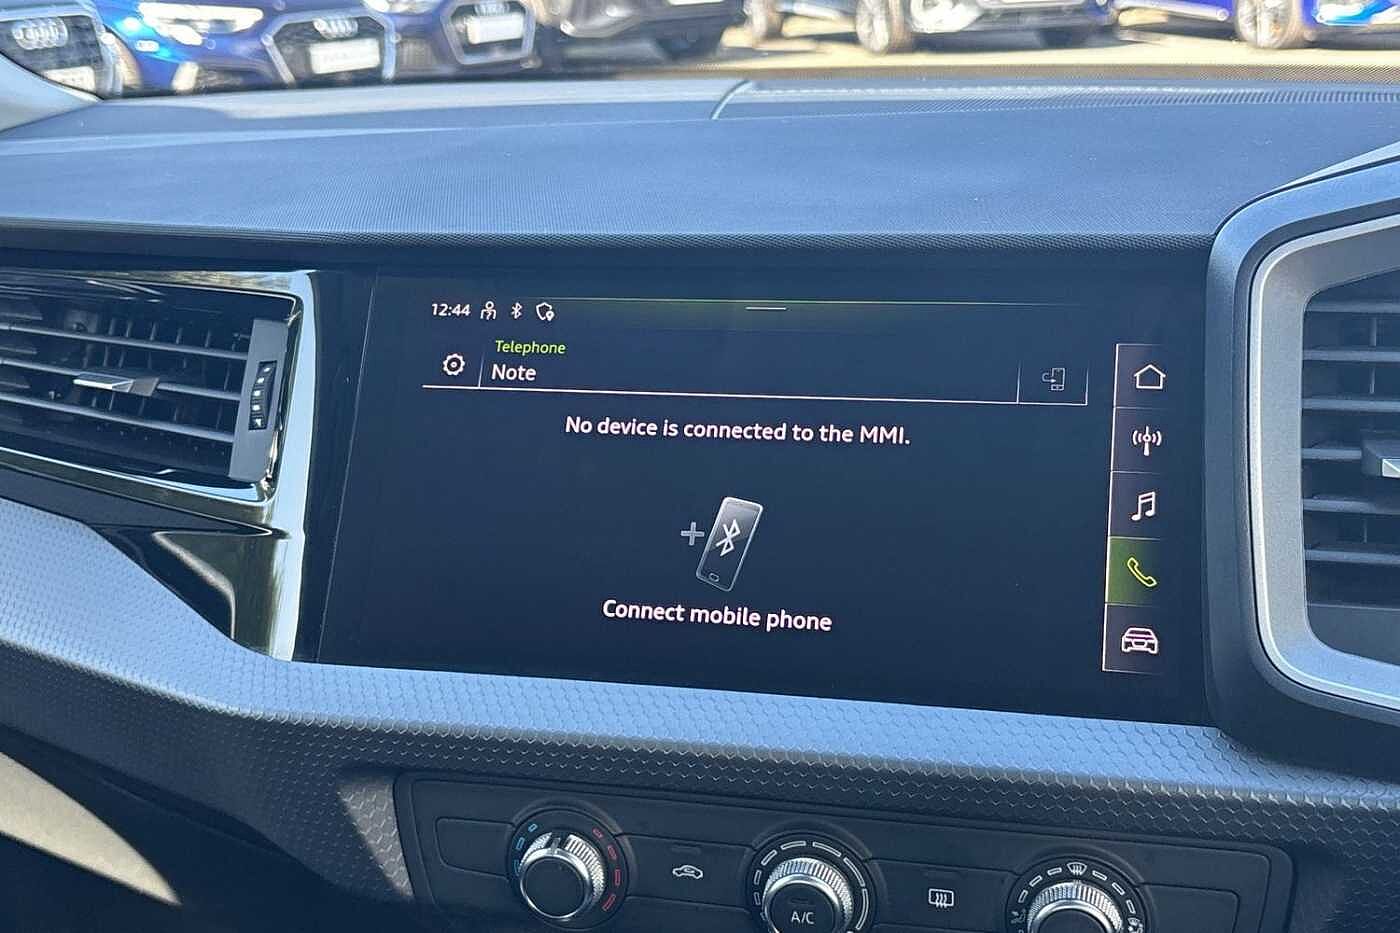 12:44
Telephone
Note
No device is connected to the MMI.
Connect mobile phone
A/C